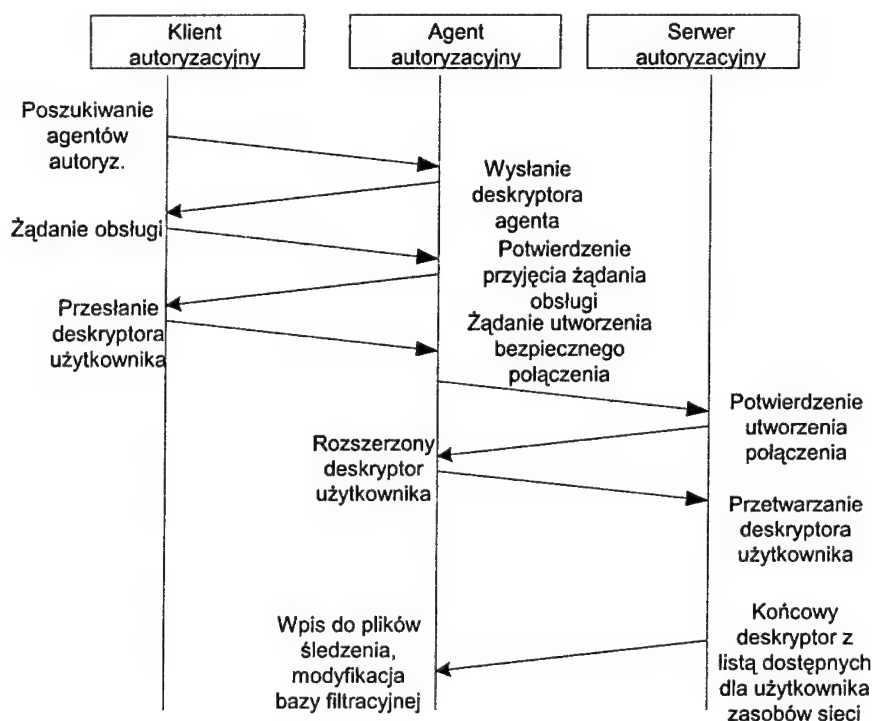 Klient
autoryzacyjny
Agent
autoryzacyjny
Serwer
autoryzacyjny
Poszukiwanie
agentów
autoryz.
Wysłanie
deskryptora
agenta
Żądanie obsługi
Potwierdzenie
przyjęcia żądania
obsługi
Przesłanie
deskryptora
użytkownika
Żądanie utworzenia
bezpiecznego
połączenia
Potwierdzenie
utworzenia
połączenia
Rozszerzony
deskryptor
użytkownika
Przetwarzanie
deskryptora
użytkownika
Wpis do plików
śledzenia,
modyfikacja
bazy filtracyjnej
Końcowy
deskryptor z
listą dostępnych
dla użytkownika
zasobów sieci